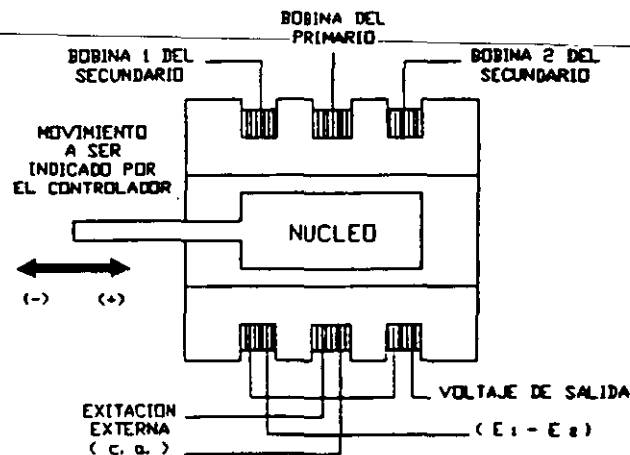 BOBINA DEL
PRIMARIO
BOBINA 1 DEL
SECUNDARIO
BOBINA 2 DEL
SECUNDARIO
MOVIMIENTO
A SER
INDICADO POR
EL CONTROLADOR
NUCLEO
(-) (+)
VOLTAJE DE SALIDA
(E1 - E2)
EXITACION
EXTERNA
(c.a.)